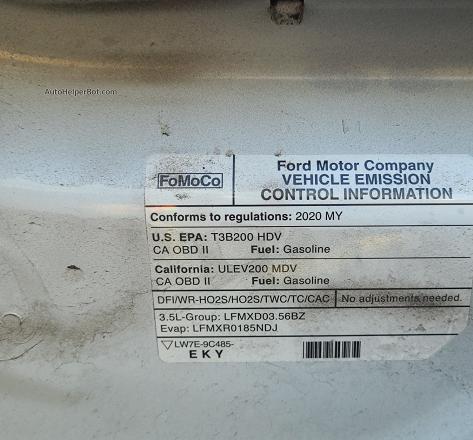 AutoHelperBot.com
FoMoCo
Ford Motor Company
VEHICLE EMISSION
CONTROL INFORMATION
Conforms to regulations: 2020 MY
U.S. EPA: T3B200 HDV
CA OBD II Fuel: Gasoline
California: ULEV200 MDV
CA OBD II Fuel: Gasoline
DFI/WR-HO2S/HO2S/TWC/TC/CAC No adjustments needed.
3.5L-Group: LFMXD03.56BZ
Evap: LFMXR0185NDJ
LW7E-9C485-
EKY